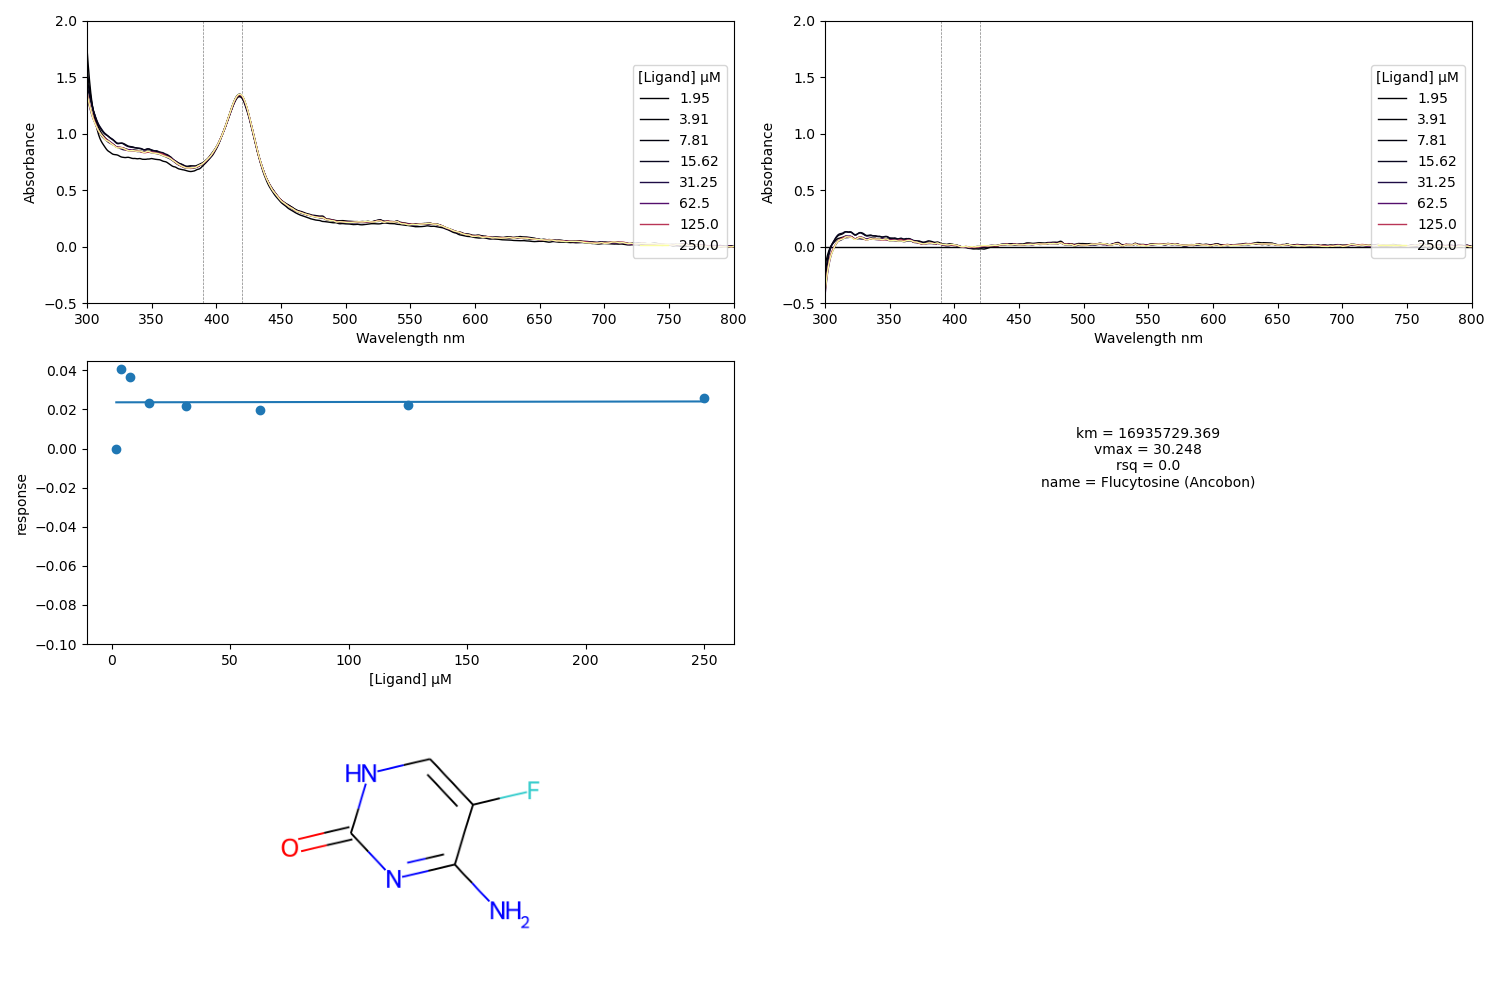 2.0
1.5
1.0
0.5
0.0
−0.5
Absorbance
300 350 400 450 500 550 600 650 700 750 800
Wavelength nm
[Ligand] µM
1.95
3.91
7.81
15.62
31.25
62.5
125.0
250.0
2.0
1.5
1.0
0.5
0.0
−0.5
Absorbance
300 350 400 450 500 550 600 650 700 750 800
Wavelength nm
[Ligand] µM
1.95
3.91
7.81
15.62
31.25
62.5
125.0
250.0
0.04
0.02
0.00
−0.02
−0.04
−0.06
−0.08
−0.10
response
0 50 100 150 200 250
[Ligand] µM
km = 16935729.369
vmax = 30.248
rsq = 0.0
name = Flucytosine (Ancobon)
HN
F
O
N
NH2